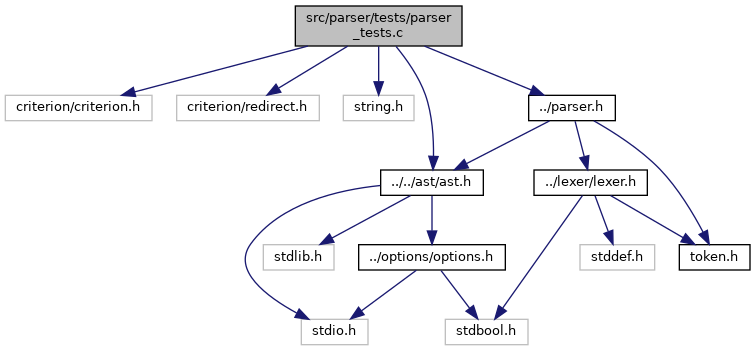 src/parser/tests/parser
_tests.c
criterion/criterion.h
criterion/redirect.h
string.h
../parser.h
../../ast/ast.h
../lexer/lexer.h
stdlib.h
../options/options.h
stddef.h
token.h
stdio.h
stdbool.h